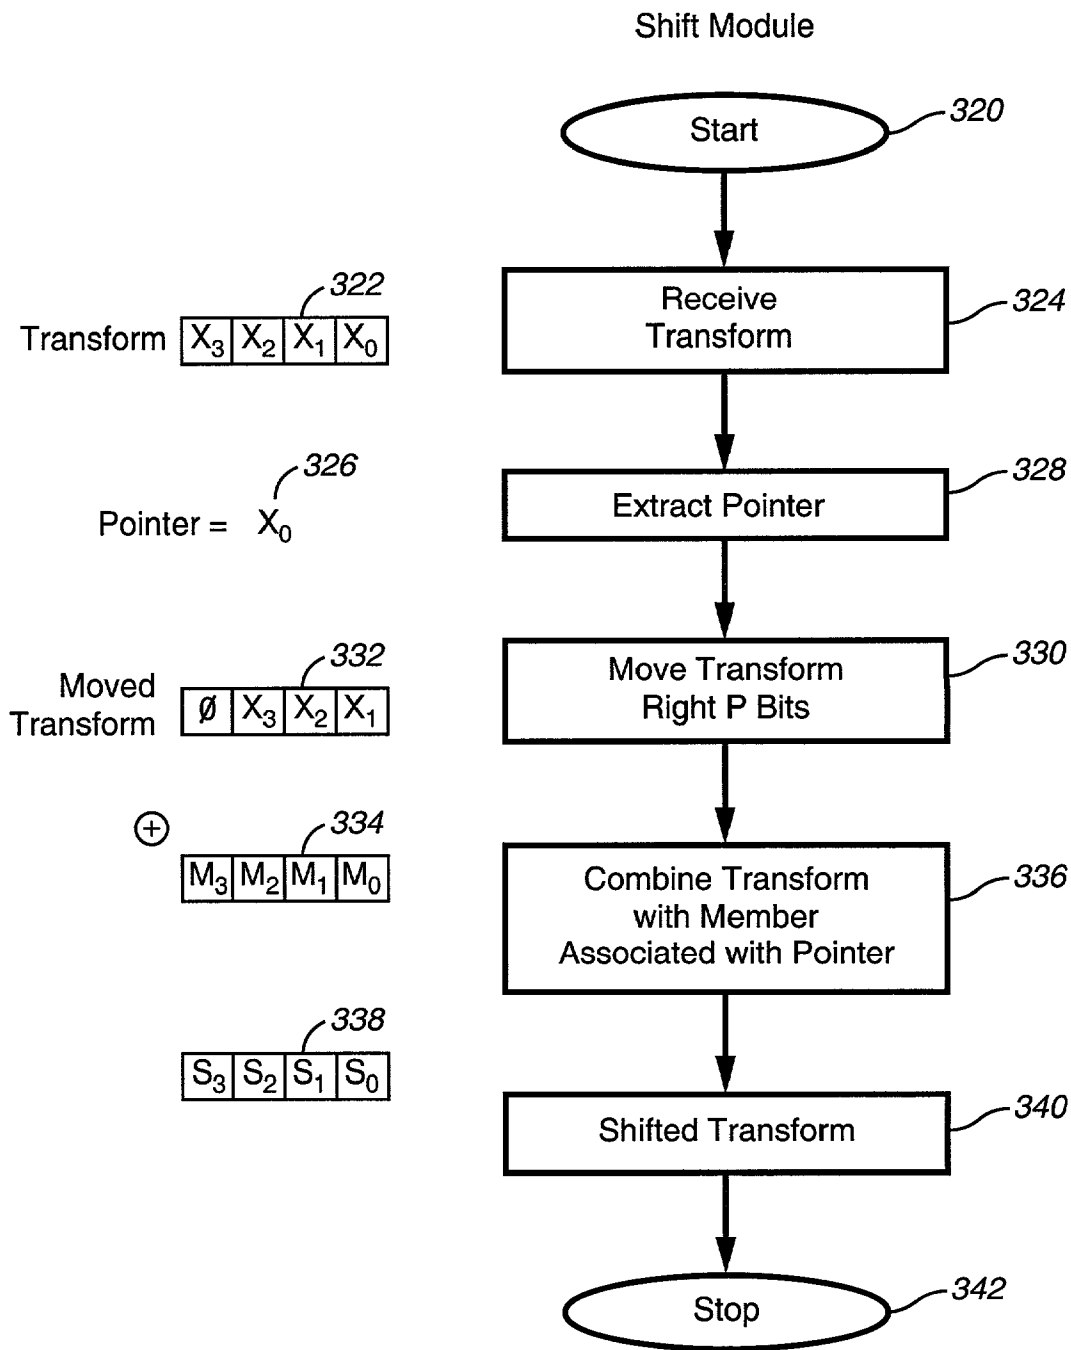 Shift Module
Start
320
322
Transform X₃ X₂ X₁ X₀
Receive
Transform
324
326
Pointer = X₀
Extract Pointer
328
332
Moved
Transform
Ø X₃ X₂ X₁
Move Transform
Right P Bits
330
+
334
M₃ M₂ M₁ M₀
Combine Transform
with Member
Associated with Pointer
336
338
S₃ S₂ S₁ S₀
Shifted Transform
340
Stop
342